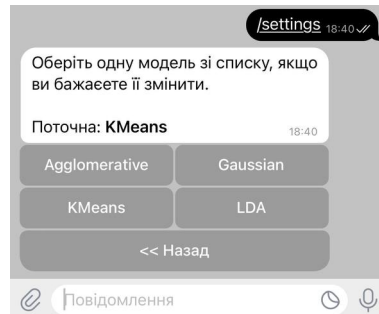 /settings 18:40
Оберіть одну модель зі списку, якщо
ви бажаєете її змінити.
Поточна: KMeans 18:40
Agglomerative Gaussian
KMeans LDA
<< Назад
Повідомлення